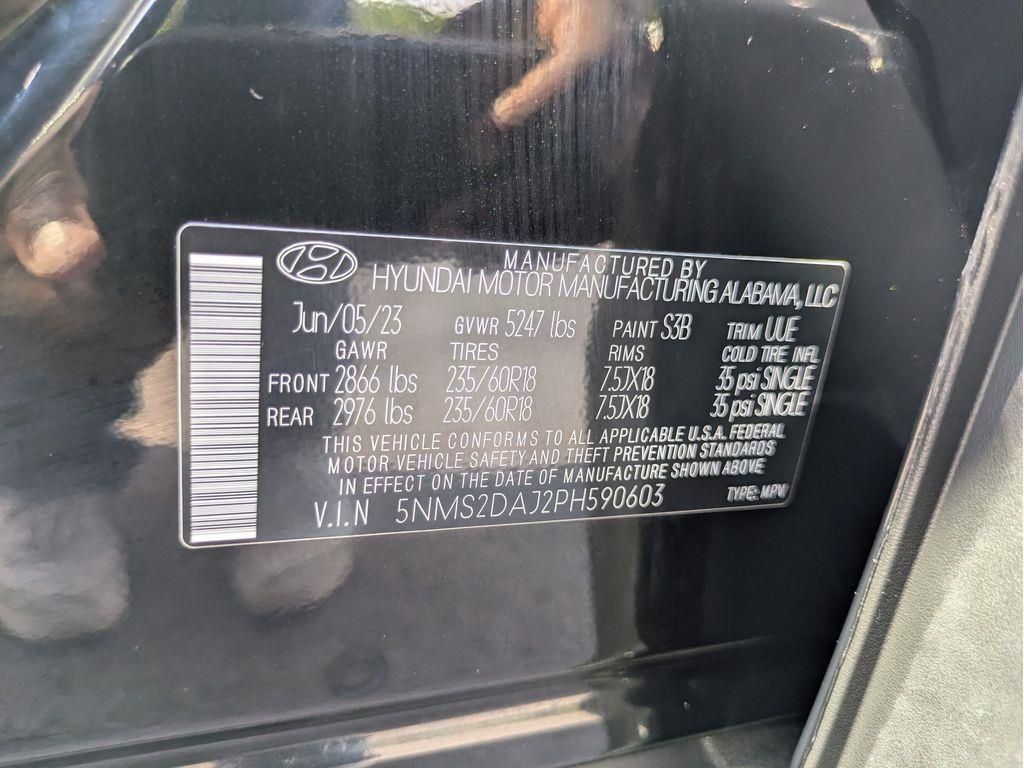 MANUFACTURED BY
HYUNDAI MOTOR MANUFACTURING ALABAMA, LLC
Jun/05/23 GVWR 5247 lbs PAINT S3B TRIM UUE
GAWR TIRES RIMS COLD TIRE INFL
FRONT 2866 lbs 235/60R18 7.5JX18 35 psi SINGLE
REAR 2976 lbs 235/60R18 7.5JX18 35 psi SINGLE
THIS VEHICLE CONFORMS TO ALL APPLICABLE U.S.A. FEDERAL
MOTOR VEHICLE SAFETY AND THEFT PREVENTION STANDARDS
IN EFFECT ON THE DATE OF MANUFACTURE SHOWN ABOVE
V.I.N 5NMS2DAJ2PH590603 TYPE: MPV